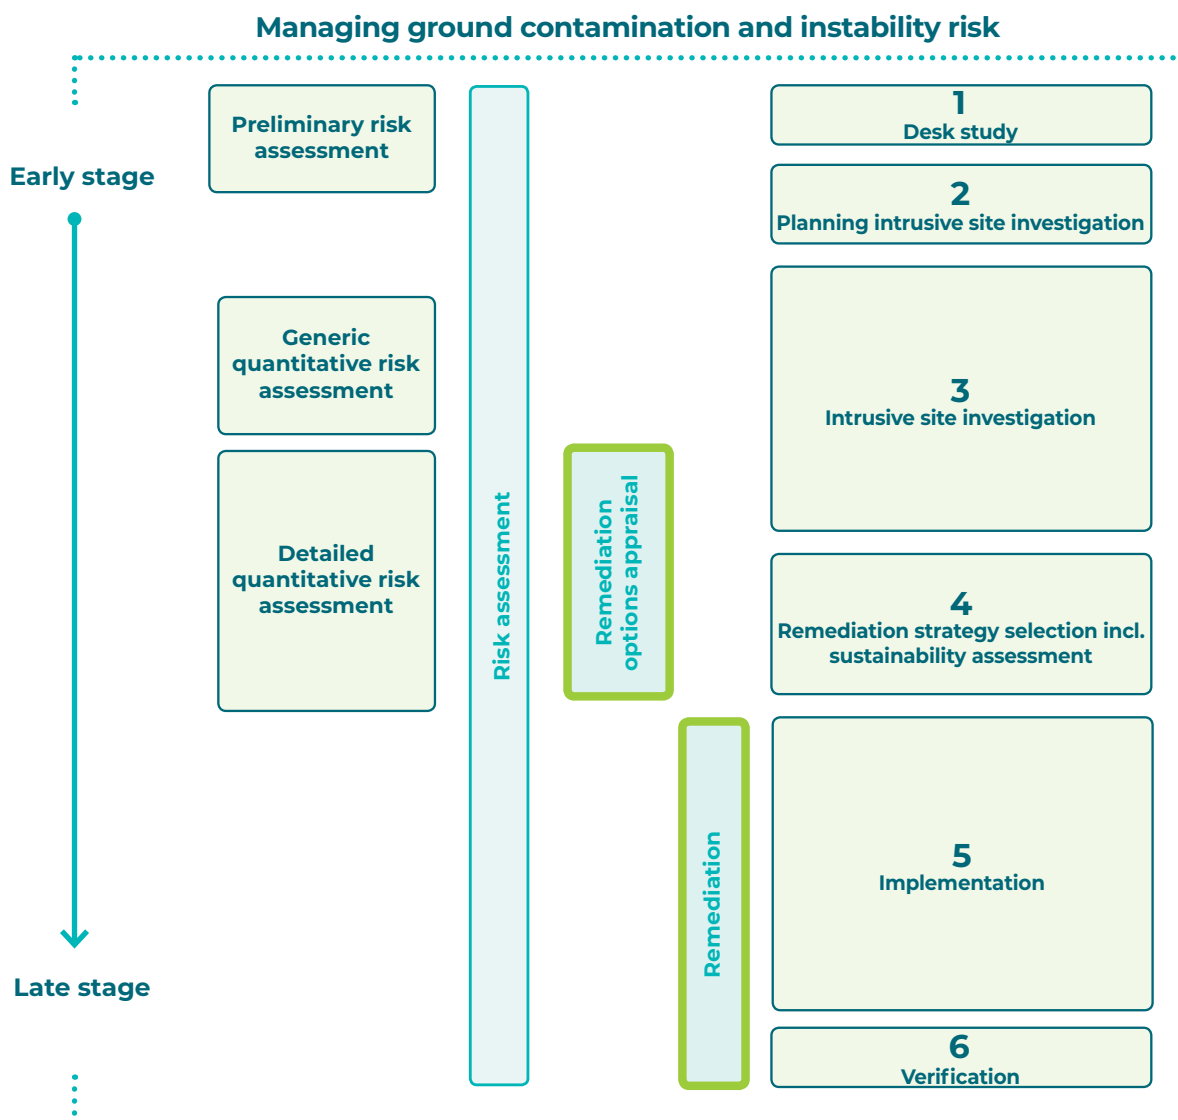 Managing ground contamination and instability risk
Early stage
Late stage
Preliminary risk
assessment
Generic
quantitative risk
assessment
Detailed
quantitative risk
assessment
Risk assessment
Remediation
options appraisal
Remediation
1
Desk study
2
Planning intrusive site investigation
3
Intrusive site investigation
4
Remediation strategy selection incl.
sustainability assessment
5
Implementation
6
Verification